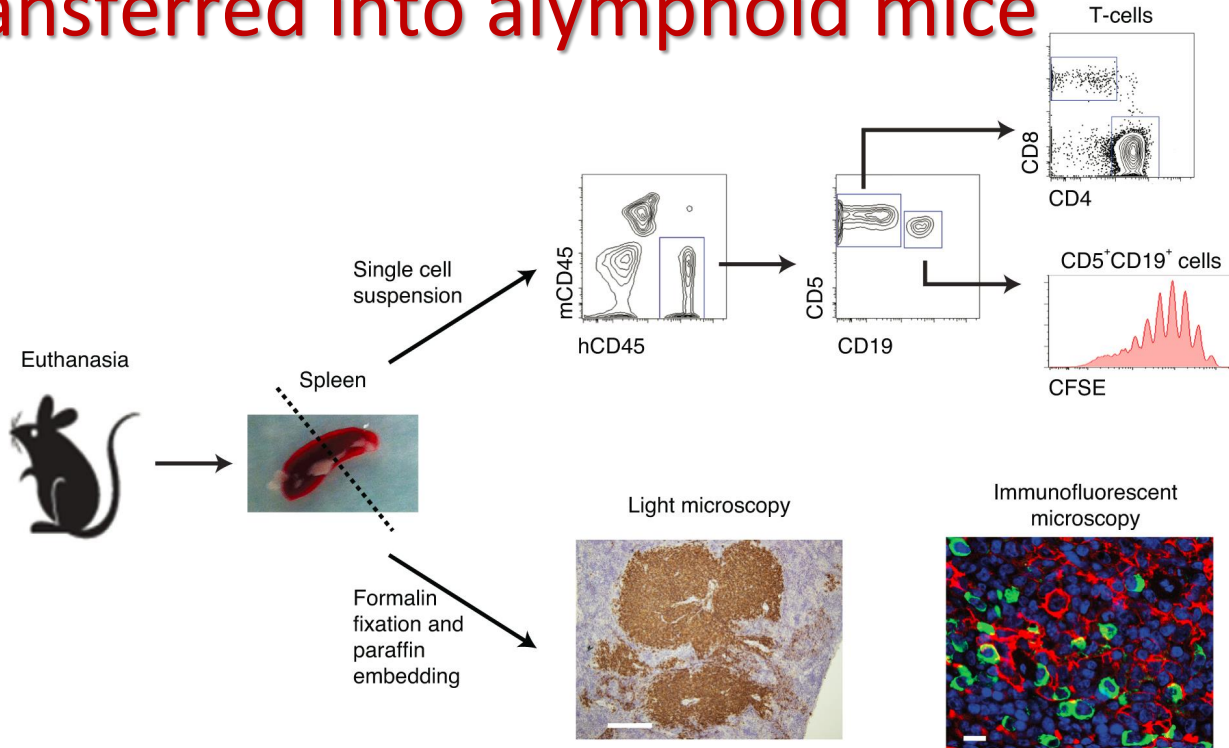 ansferred into alymphoid mice
T-cells
CD8
CD4
mCD45
hCD45
CD5
CD19
CD5⁺CD19⁺ cells
CFSE
Single cell
suspension
Euthanasia
Spleen
Formalin
fixation and
paraffin
embedding
Light microscopy
Immunofluorescent
microscopy